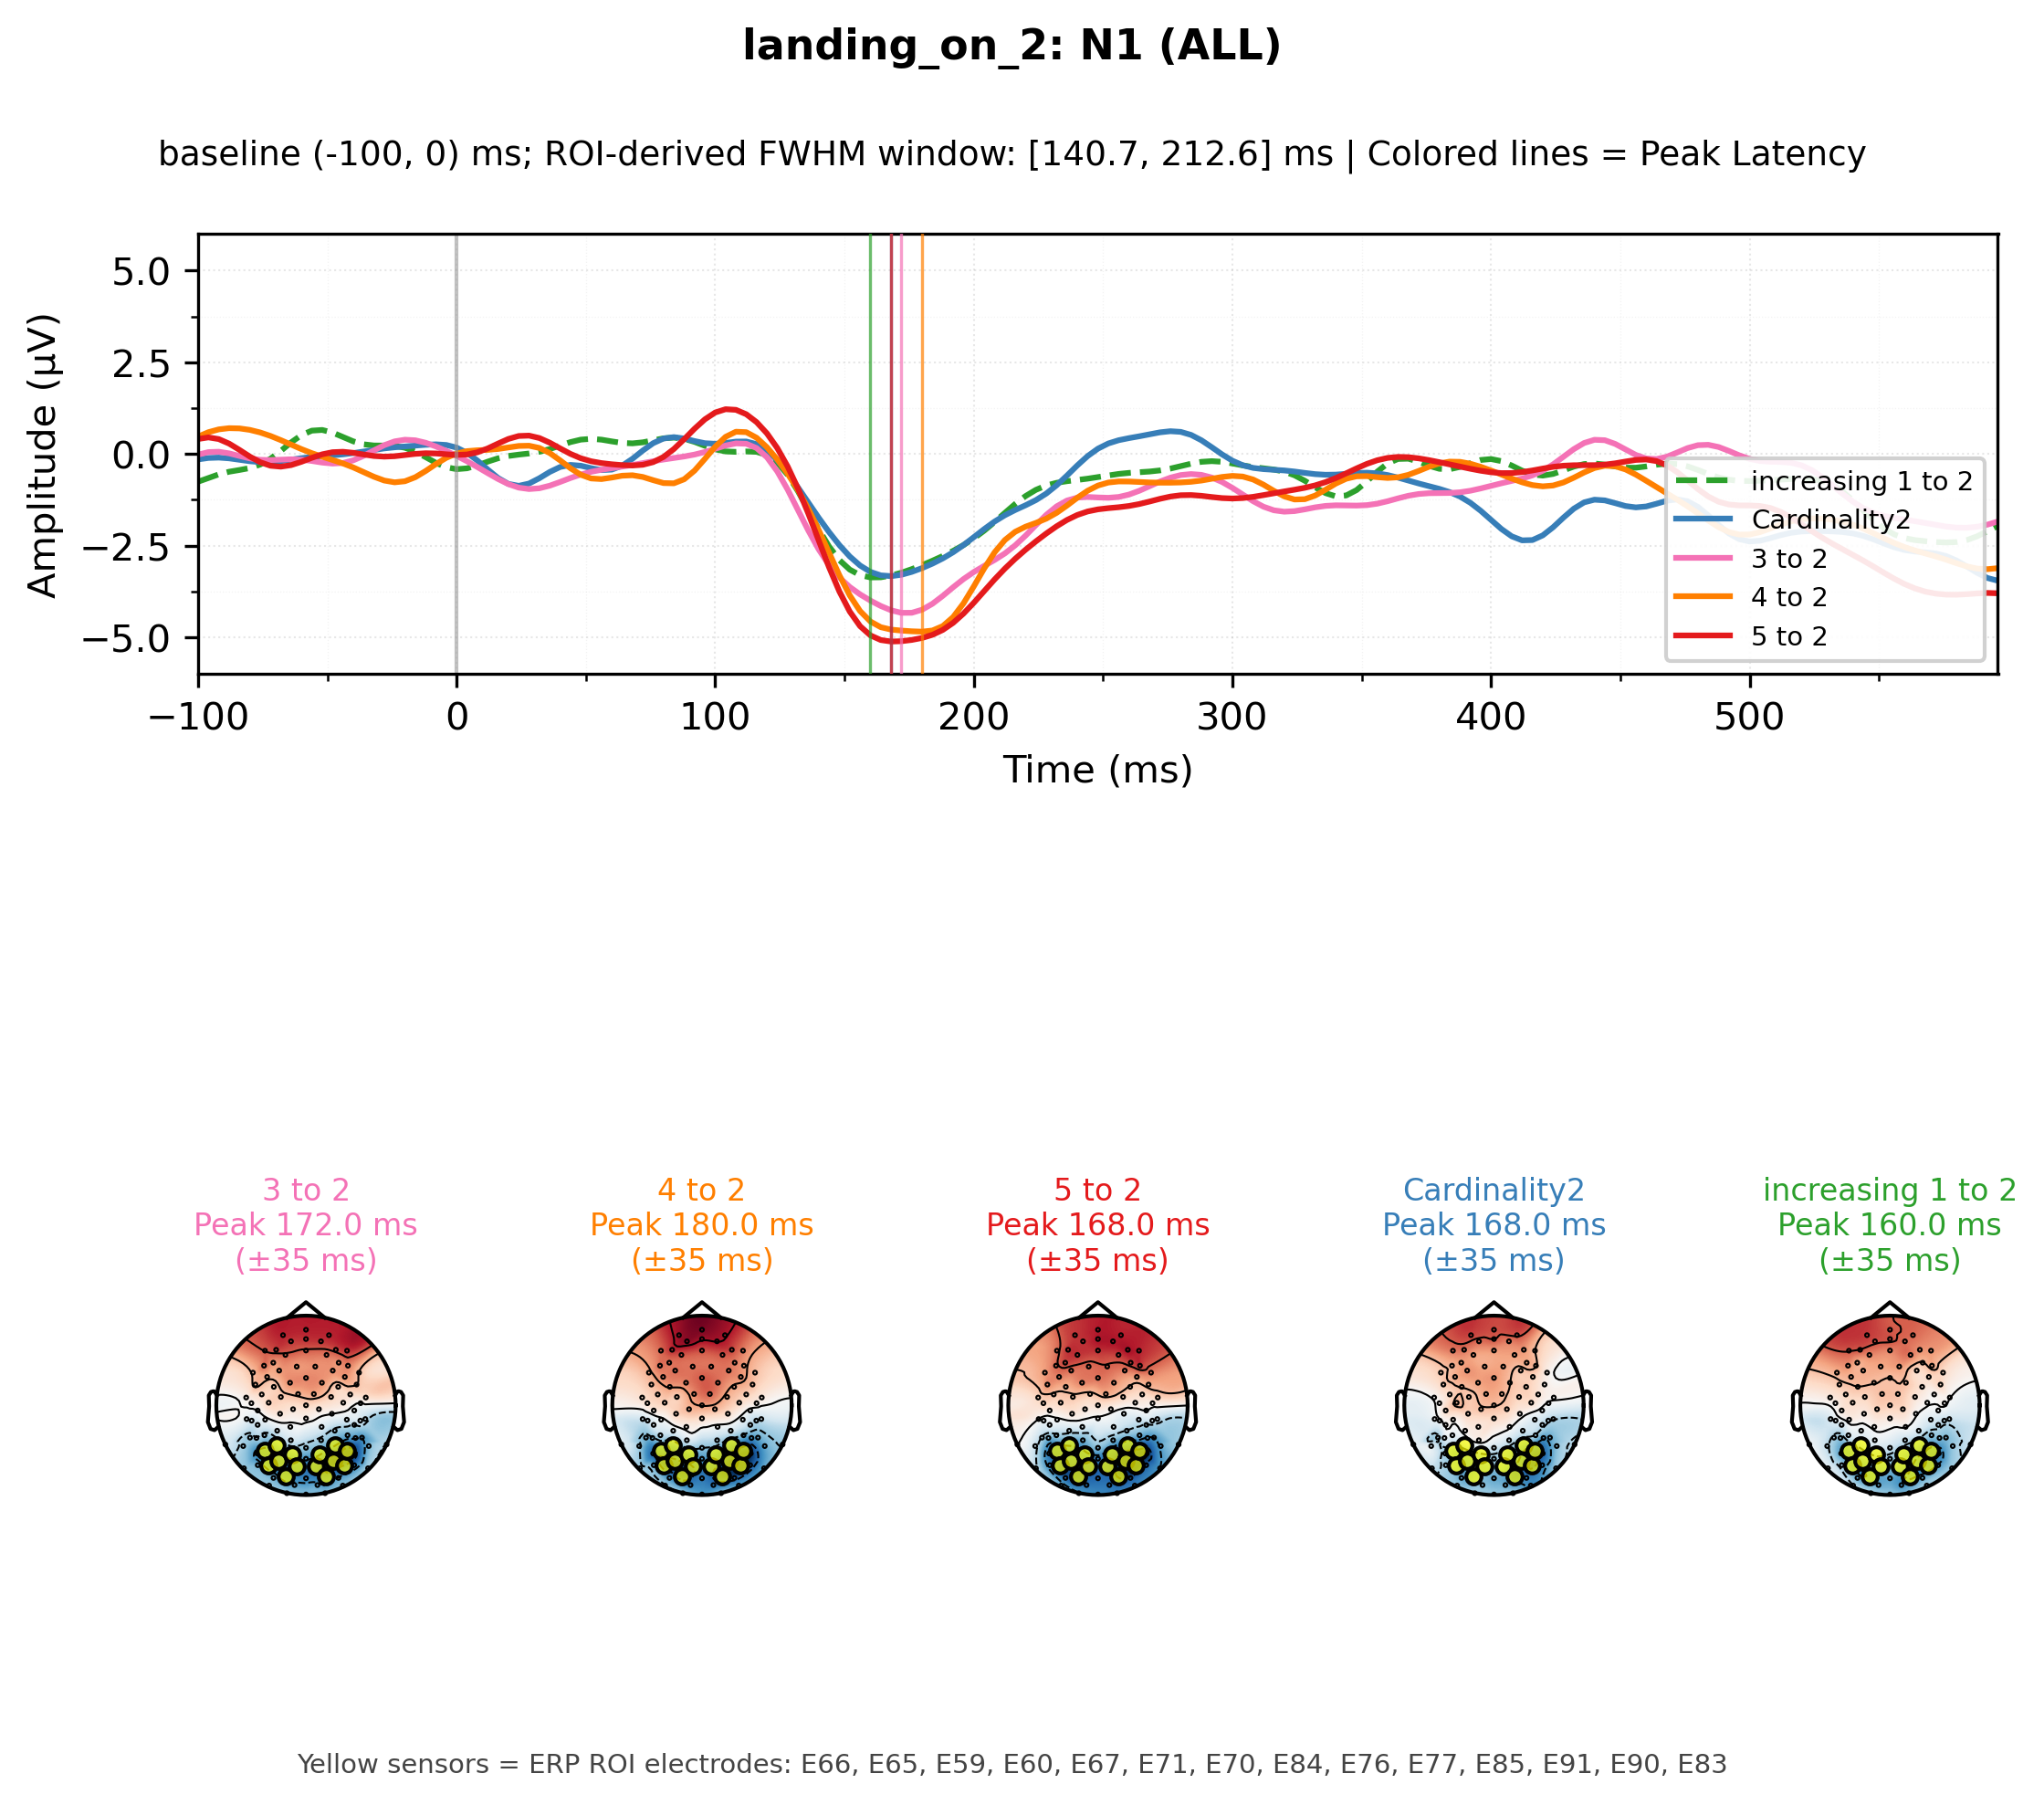 landing_on_2: N1 (ALL)
baseline (-100, 0) ms; ROI-derived FWHM window: [140.7, 212.6] ms | Colored lines = Peak Latency
Amplitude (µV)
5.0
2.5
0.0
−2.5
−5.0
increasing 1 to 2
Cardinality2
3 to 2
4 to 2
5 to 2
−100 0 100 200 300 400 500
Time (ms)
3 to 2
Peak 172.0 ms
(±35 ms)
4 to 2
Peak 180.0 ms
(±35 ms)
5 to 2
Peak 168.0 ms
(±35 ms)
Cardinality2
Peak 168.0 ms
(±35 ms)
increasing 1 to 2
Peak 160.0 ms
(±35 ms)
Yellow sensors = ERP ROI electrodes: E66, E65, E59, E60, E67, E71, E70, E84, E76, E77, E85, E91, E90, E83